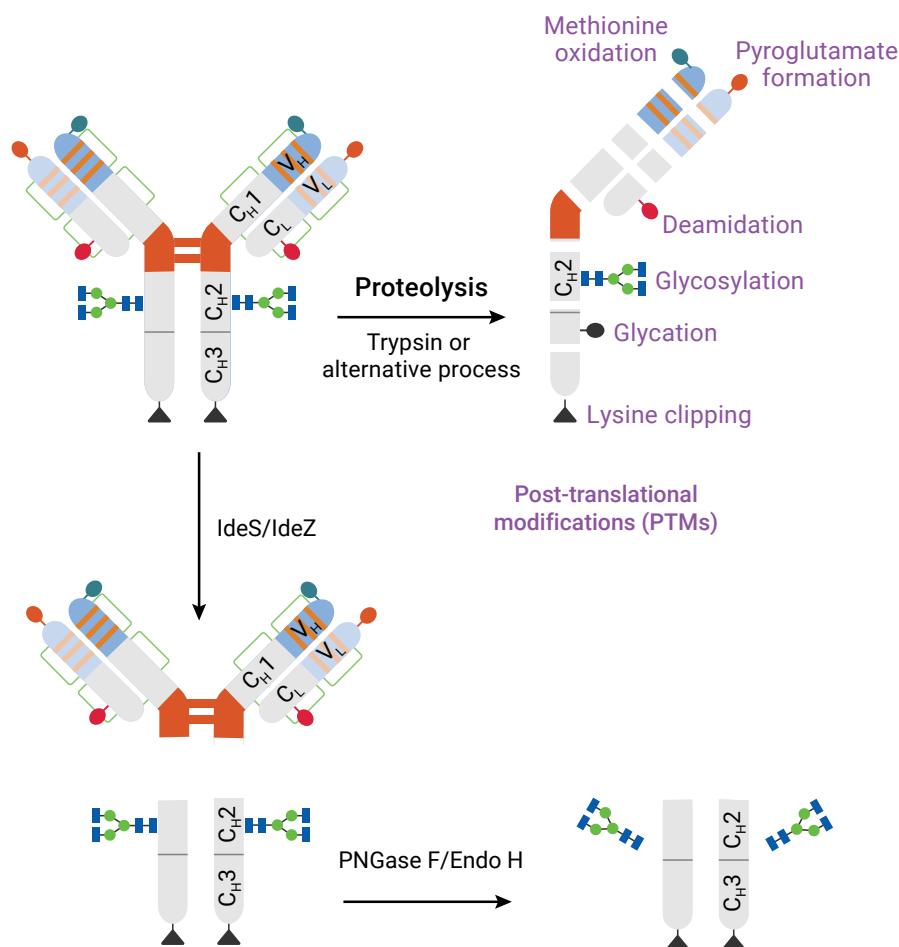 Methionine
oxidation
Pyroglutamate
formation
VH
VL
CH1
CL
Deamidation
CH2
CH3
Proteolysis
Trypsin or
alternative process
CH2
Glycosylation
Glycation
Lysine clipping
Post-translational
modifications (PTMs)
IdeS/IdeZ
VH
VL
CH1
CL
CH2
CH3
PNGase F/Endo H
CH2
CH3